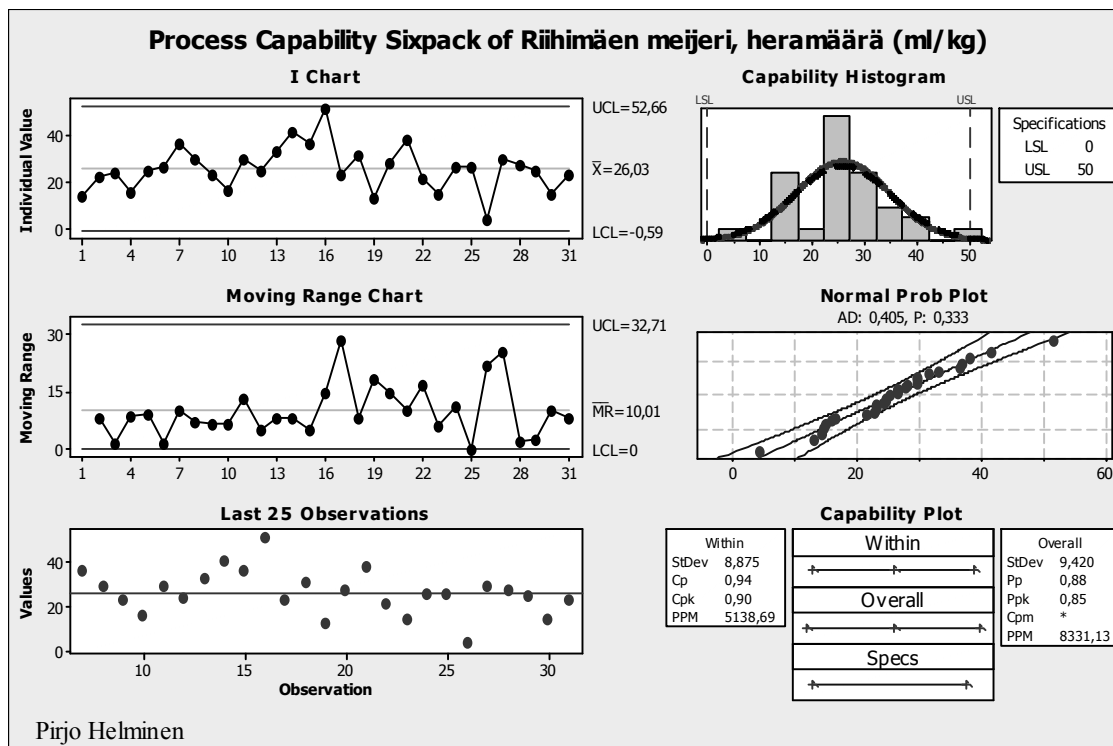 Process Capability Sixpack of Riihimäen meijeri, heramäärä (ml/kg)
I Chart
Individual Value
40
20
0
1 4 7 10 13 16 19 22 25 28 31
UCL=52,66
X̅=26,03
LCL=-0,59
Capability Histogram
LSL USL
0 10 20 30 40 50
Specifications
LSL 0
USL 50
Moving Range Chart
Moving Range
30
15
0
1 4 7 10 13 16 19 22 25 28 31
UCL=32,71
M̅R̅=10,01
LCL=0
Normal Prob Plot
AD: 0,405, P: 0,333
0 20 40 60
Last 25 Observations
Values
40
20
0
10 15 20 25 30
Observation
Capability Plot
Within
StDev 8,875
Cp 0,94
Cpk 0,90
PPM 5138,69
Within
Overall
Specs
Overall
StDev 9,420
Pp 0,88
Ppk 0,85
Cpm *
PPM 8331,13
Pirjo Helminen